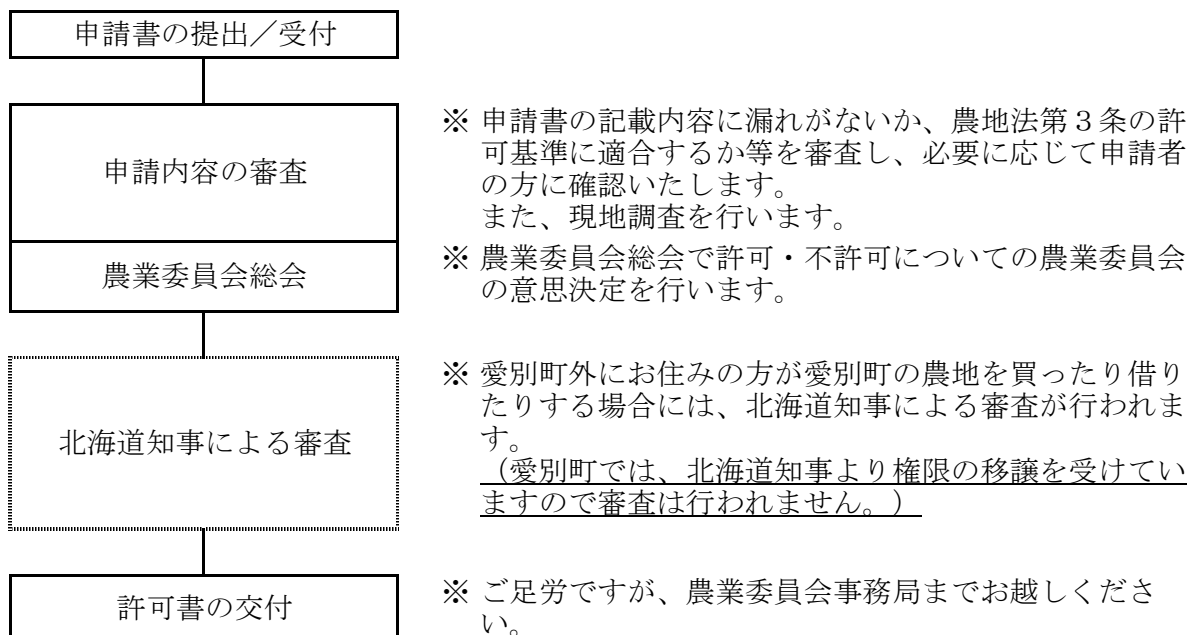 申請書の提出／受付
申請内容の審査
※ 申請書の記載内容に漏れがないか、農地法第３条の許
可基準に適合するか等を審査し、必要に応じて申請者
の方に確認いたします。
また、現地調査を行います。
農業委員会総会
※ 農業委員会総会で許可・不許可についての農業委員会
の意思決定を行います。
北海道知事による審査
※ 愛別町外にお住みの方が愛別町の農地を買ったり借り
たりする場合には、北海道知事による審査が行われま
す。
（愛別町では、北海道知事より権限の移譲を受けてい
ますので審査は行われません。）
許可書の交付
※ ご足労ですが、農業委員会事務局までお越しくださ
い。